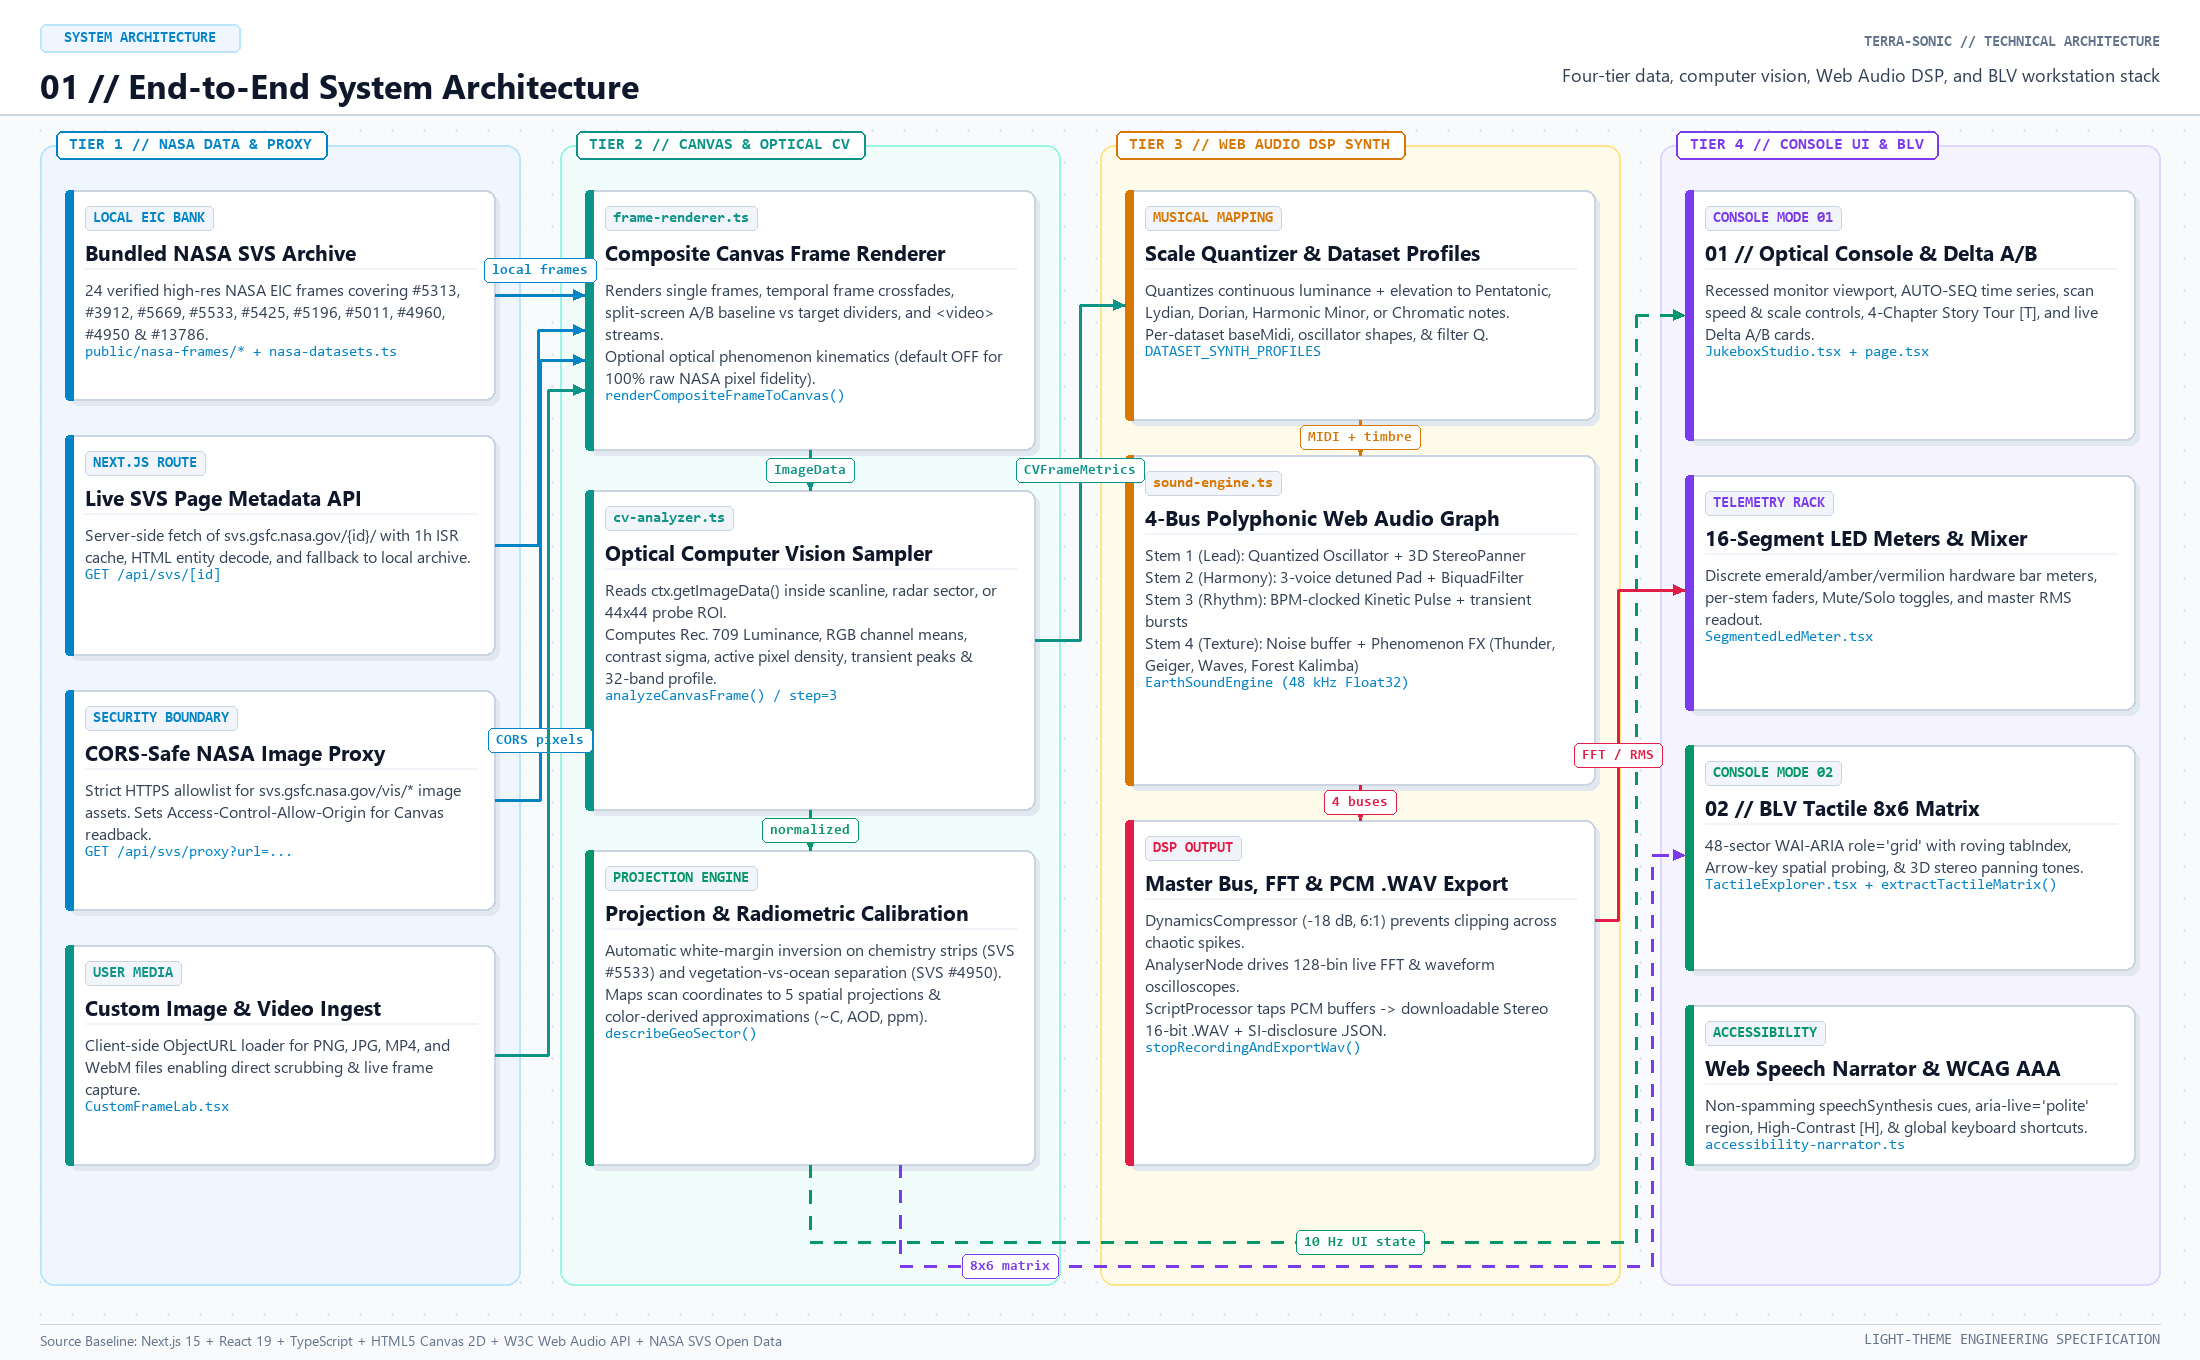 SYSTEM ARCHITECTURE
01 // End-to-End System Architecture
TERRA-SONIC // TECHNICAL ARCHITECTURE
Four-tier data, computer vision, Web Audio DSP, and BLV workstation stack
TIER 1 // NASA DATA & PROXY
LOCAL EIC BANK
Bundled NASA SVS Archive
24 verified high-res NASA EIC frames covering #5313,
#3912, #5669, #5533, #5425, #5196, #5011, #4960,
#4950 & #13786.
public/nasa-frames/* + nasa-datasets.ts
NEXT.JS ROUTE
Live SVS Page Metadata API
Server-side fetch of svs.gsfc.nasa.gov/{id}/ with 1h ISR
cache, HTML entity decode, and fallback to local archive.
GET /api/svs/[id]
SECURITY BOUNDARY
CORS-Safe NASA Image Proxy
Strict HTTPS allowlist for svs.gsfc.nasa.gov/vis/* image
assets. Sets Access-Control-Allow-Origin for Canvas
readback.
GET /api/svs/proxy?url=...
USER MEDIA
Custom Image & Video Ingest
Client-side ObjectURL loader for PNG, JPG, MP4, and
WebM files enabling direct scrubbing & live frame
capture.
CustomFrameLab.tsx
local frames
CORS pixels
TIER 2 // CANVAS & OPTICAL CV
frame-renderer.ts
Composite Canvas Frame Renderer
Renders single frames, temporal frame crossfades,
split-screen A/B baseline vs target dividers, and <video>
streams.
Optional optical phenomenon kinematics (default OFF for
100% raw NASA pixel fidelity).
renderCompositeFrameToCanvas()
ImageData
cv-analyzer.ts
Optical Computer Vision Sampler
Reads ctx.getImageData() inside scanline, radar sector, or
44x44 probe ROI.
Computes Rec. 709 Luminance, RGB channel means,
contrast sigma, active pixel density, transient peaks &
32-band profile.
analyzeCanvasFrame() / step=3
normalized
PROJECTION ENGINE
Projection & Radiometric Calibration
Automatic white-margin inversion on chemistry strips (SVS
#5533) and vegetation-vs-ocean separation (SVS #4950).
Maps scan coordinates to 5 spatial projections &
color-derived approximations (~C, AOD, ppm).
describeGeoSector()
CVFrameMetrics
TIER 3 // WEB AUDIO DSP SYNTH
MUSICAL MAPPING
Scale Quantizer & Dataset Profiles
Quantizes continuous luminance + elevation to Pentatonic,
Lydian, Dorian, Harmonic Minor, or Chromatic notes.
Per-dataset baseMidi, oscillator shapes, & filter Q.
DATASET_SYNTH_PROFILES
MIDI + timbre
sound-engine.ts
4-Bus Polyphonic Web Audio Graph
Stem 1 (Lead): Quantized Oscillator + 3D StereoPanner
Stem 2 (Harmony): 3-voice detuned Pad + BiquadFilter
Stem 3 (Rhythm): BPM-clocked Kinetic Pulse + transient
bursts
Stem 4 (Texture): Noise buffer + Phenomenon FX (Thunder,
Geiger, Waves, Forest Kalimba)
EarthSoundEngine (48 kHz Float32)
4 buses
DSP OUTPUT
Master Bus, FFT & PCM .WAV Export
DynamicsCompressor (-18 dB, 6:1) prevents clipping across
chaotic spikes.
AnalyserNode drives 128-bin live FFT & waveform
oscilloscopes.
ScriptProcessor taps PCM buffers -> downloadable Stereo
16-bit .WAV + SI-disclosure .JSON.
stopRecordingAndExportWav()
FFT / RMS
10 Hz UI state
8x6 matrix
TIER 4 // CONSOLE UI & BLV
CONSOLE MODE 01
01 // Optical Console & Delta A/B
Recessed monitor viewport, AUTO-SEQ time series, scan
speed & scale controls, 4-Chapter Story Tour [T], and live
Delta A/B cards.
JukeboxStudio.tsx + page.tsx
TELEMETRY RACK
16-Segment LED Meters & Mixer
Discrete emerald/amber/vermilion hardware bar meters,
per-stem faders, Mute/Solo toggles, and master RMS
readout.
SegmentedLedMeter.tsx
CONSOLE MODE 02
02 // BLV Tactile 8x6 Matrix
48-sector WAI-ARIA role='grid' with roving tabIndex,
Arrow-key spatial probing, & 3D stereo panning tones.
TactileExplorer.tsx + extractTactileMatrix()
ACCESSIBILITY
Web Speech Narrator & WCAG AAA
Non-spamming speechSynthesis cues, aria-live='polite'
region, High-Contrast [H], & global keyboard shortcuts.
accessibility-narrator.ts
Source Baseline: Next.js 15 + React 19 + TypeScript + HTML5 Canvas 2D + W3C Web Audio API + NASA SVS Open Data
LIGHT-THEME ENGINEERING SPECIFICATION